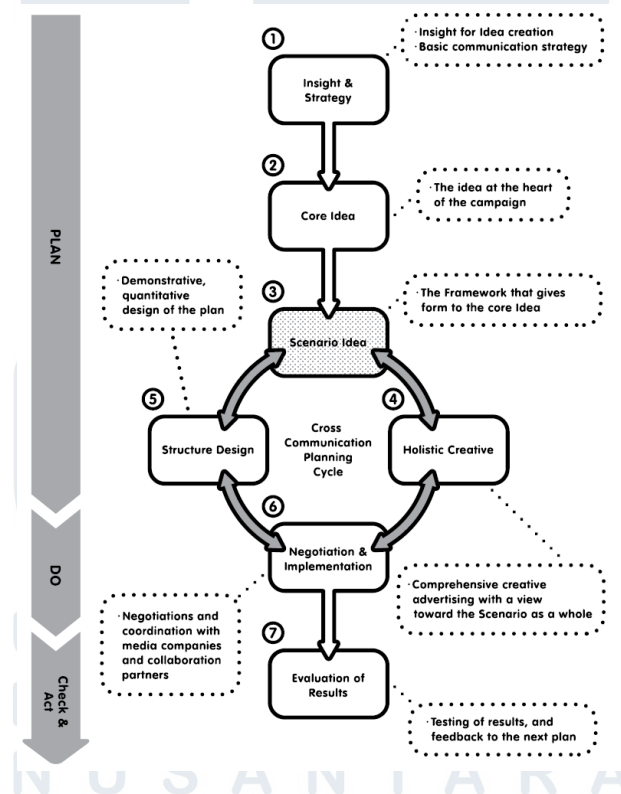 ①
· Insight for Idea creation
· Basic communication strategy
Insight &
Strategy
②
Core Idea
· The idea at the heart
of the campaign
PLAN
· Demonstrative,
quantitative
design of the plan
③
Scenario Idea
· The Framework that gives
form to the core Idea
⑤
Structure Design
Cross
Communication
Planning
Cycle
④
Holistic Creative
⑥
Negotiation &
Implementation
DO
· Comprehensive creative
advertising with a view
toward the Scenario as a whole
· Negotiations and
coordination with
media companies
and collaboration
partners
⑦
Evaluation of
Results
Check &
Act
· Testing of results, and
feedback to the next plan
NUSANTARA